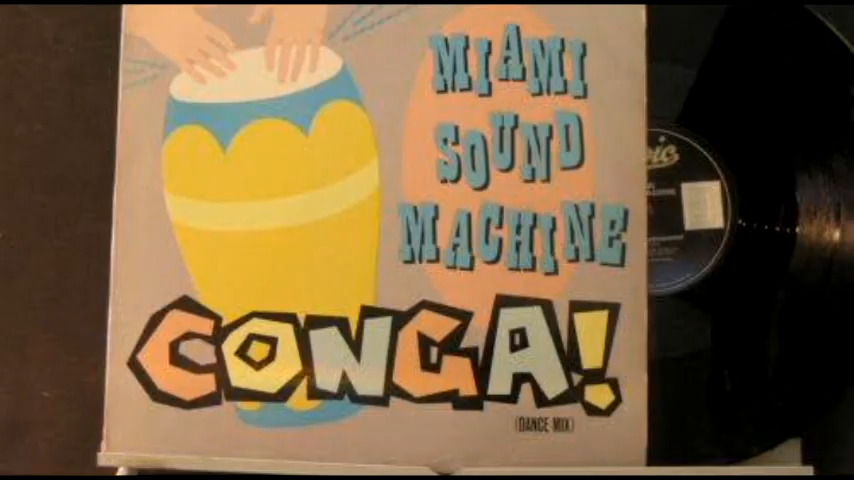 MIAMI
SOUND
MACHINE
CONGA!
(DANCE MIX)